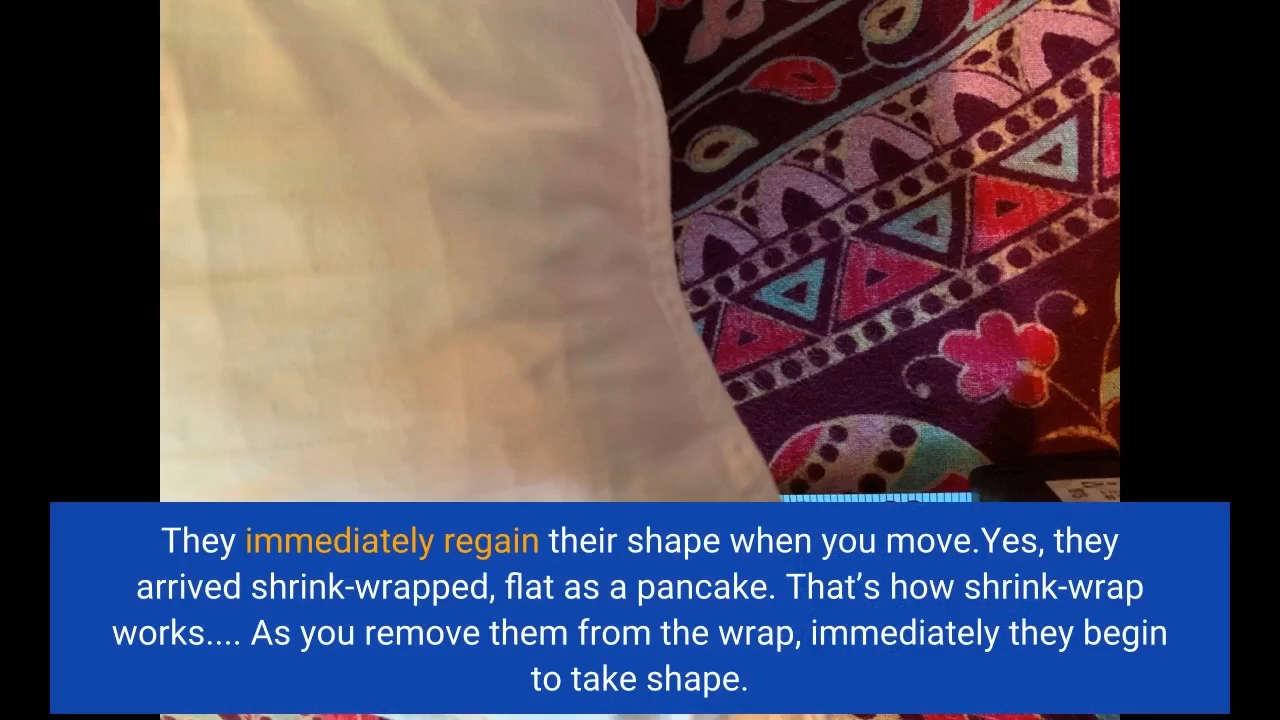 They immediately regain their shape when you move.Yes, they
arrived shrink-wrapped, flat as a pancake. That’s how shrink-wrap
works.... As you remove them from the wrap, immediately they begin
to take shape.